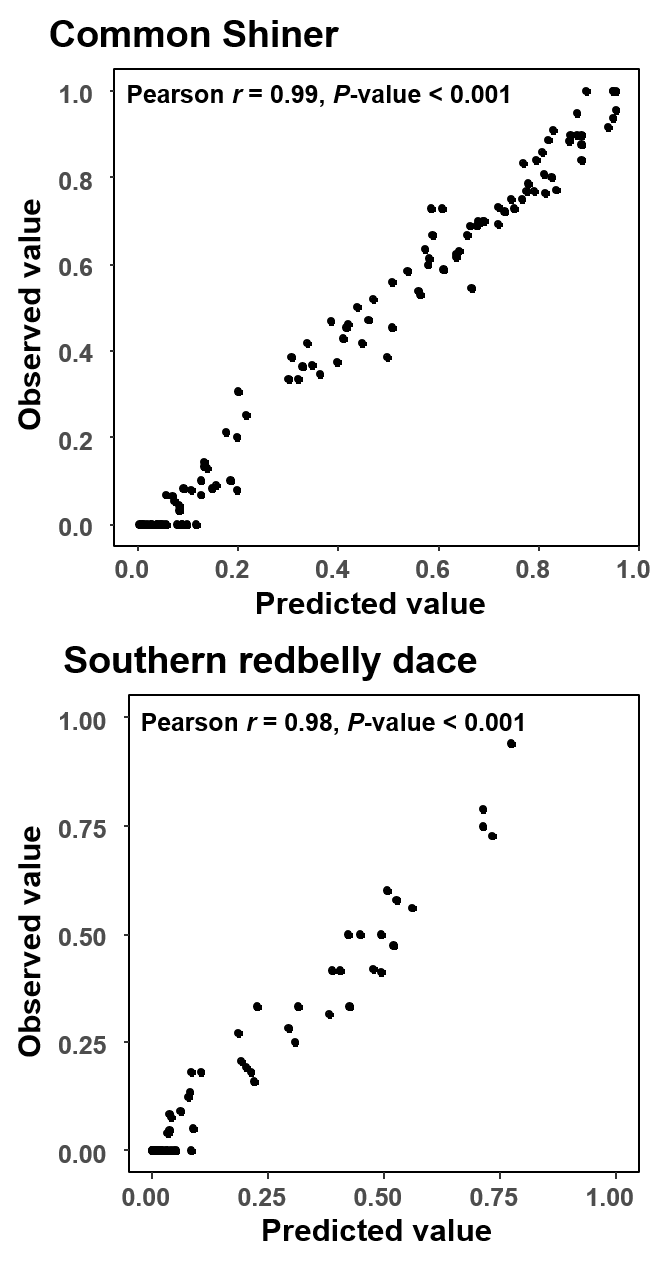 Common Shiner
Pearson r = 0.99, P-value < 0.001
1.0
0.8
0.6
0.4
0.2
0.0
Observed value
0.0 0.2 0.4 0.6 0.8 1.0
Predicted value
Southern redbelly dace
Pearson r = 0.98, P-value < 0.001
1.00
0.75
0.50
0.25
0.00
Observed value
0.00 0.25 0.50 0.75 1.00
Predicted value